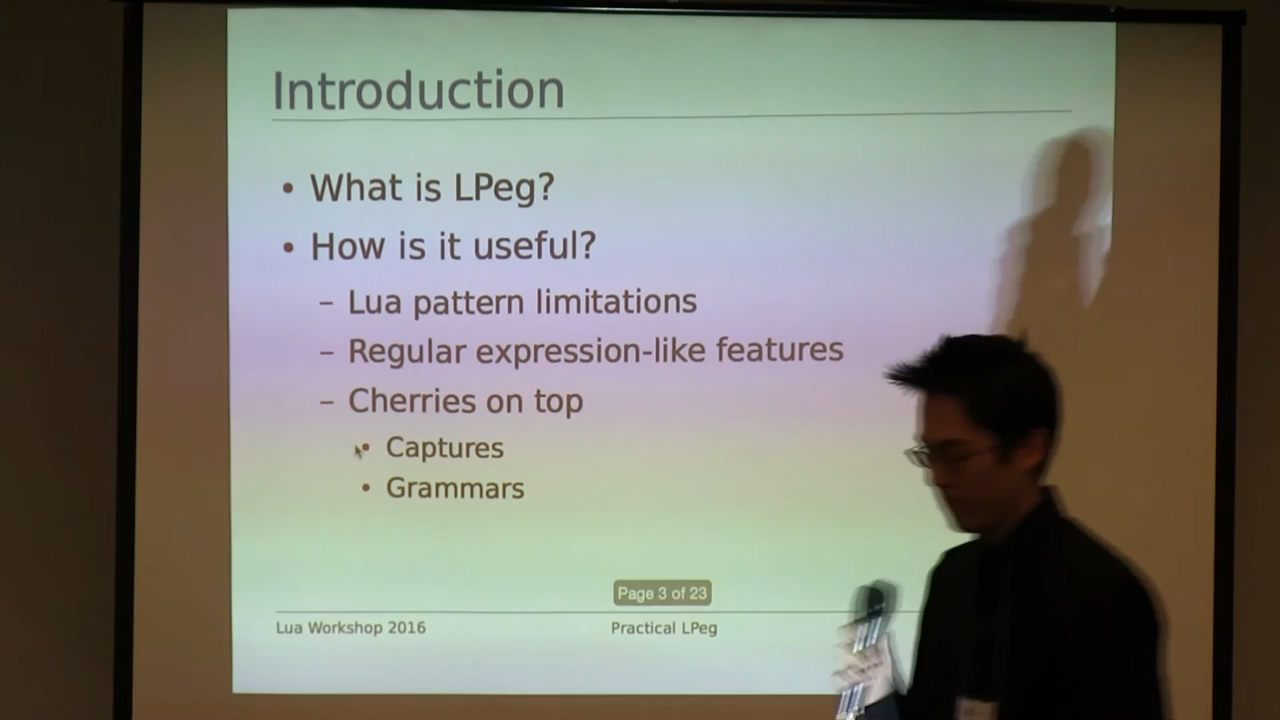 Introduction
• What is LPeg?
• How is it useful?
– Lua pattern limitations
– Regular expression-like features
– Cherries on top
• Captures
• Grammars
Page 3 of 23
Lua Workshop 2016
Practical LPeg